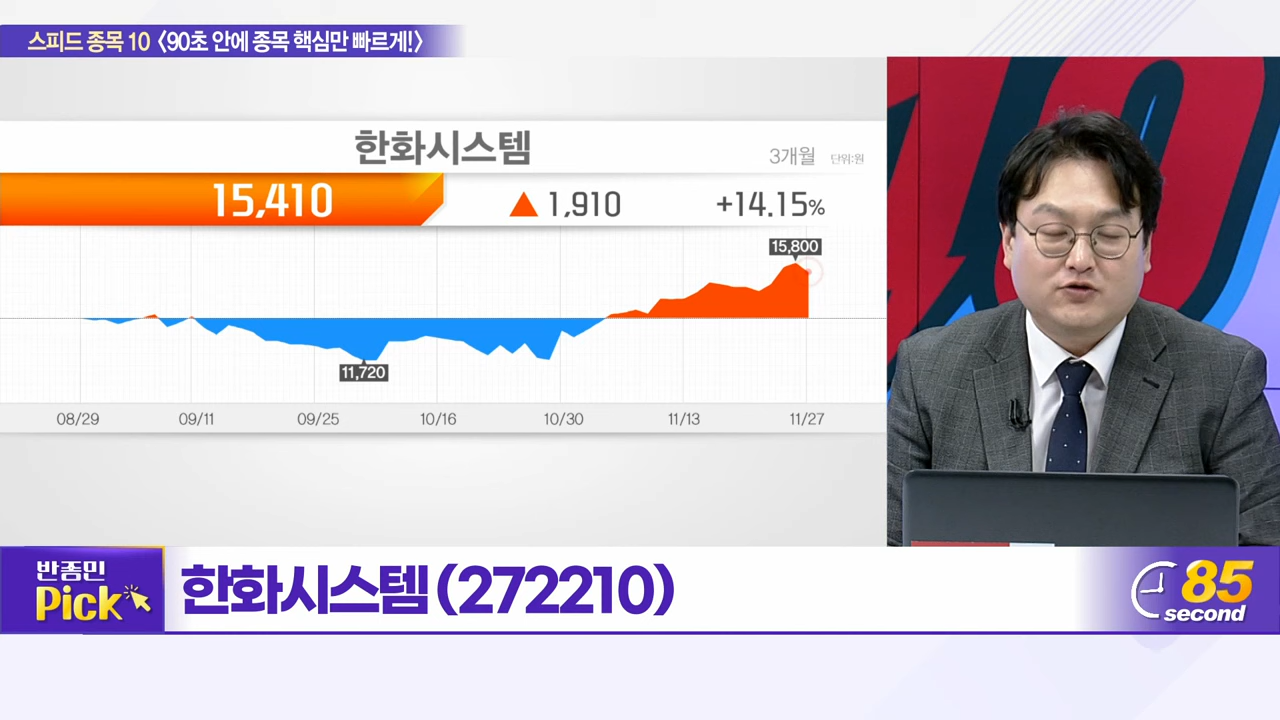 스피드 종목 10 <90초 안에 종목 핵심만 빠르게!>
한화시스템
3개월 단위:원
15,410 ▲ 1,910 +14.15%
15,800
11,720
08/29 09/11 09/25 10/16 10/30 11/13 11/27
반종민
Pick
한화시스템(272210)
85
second